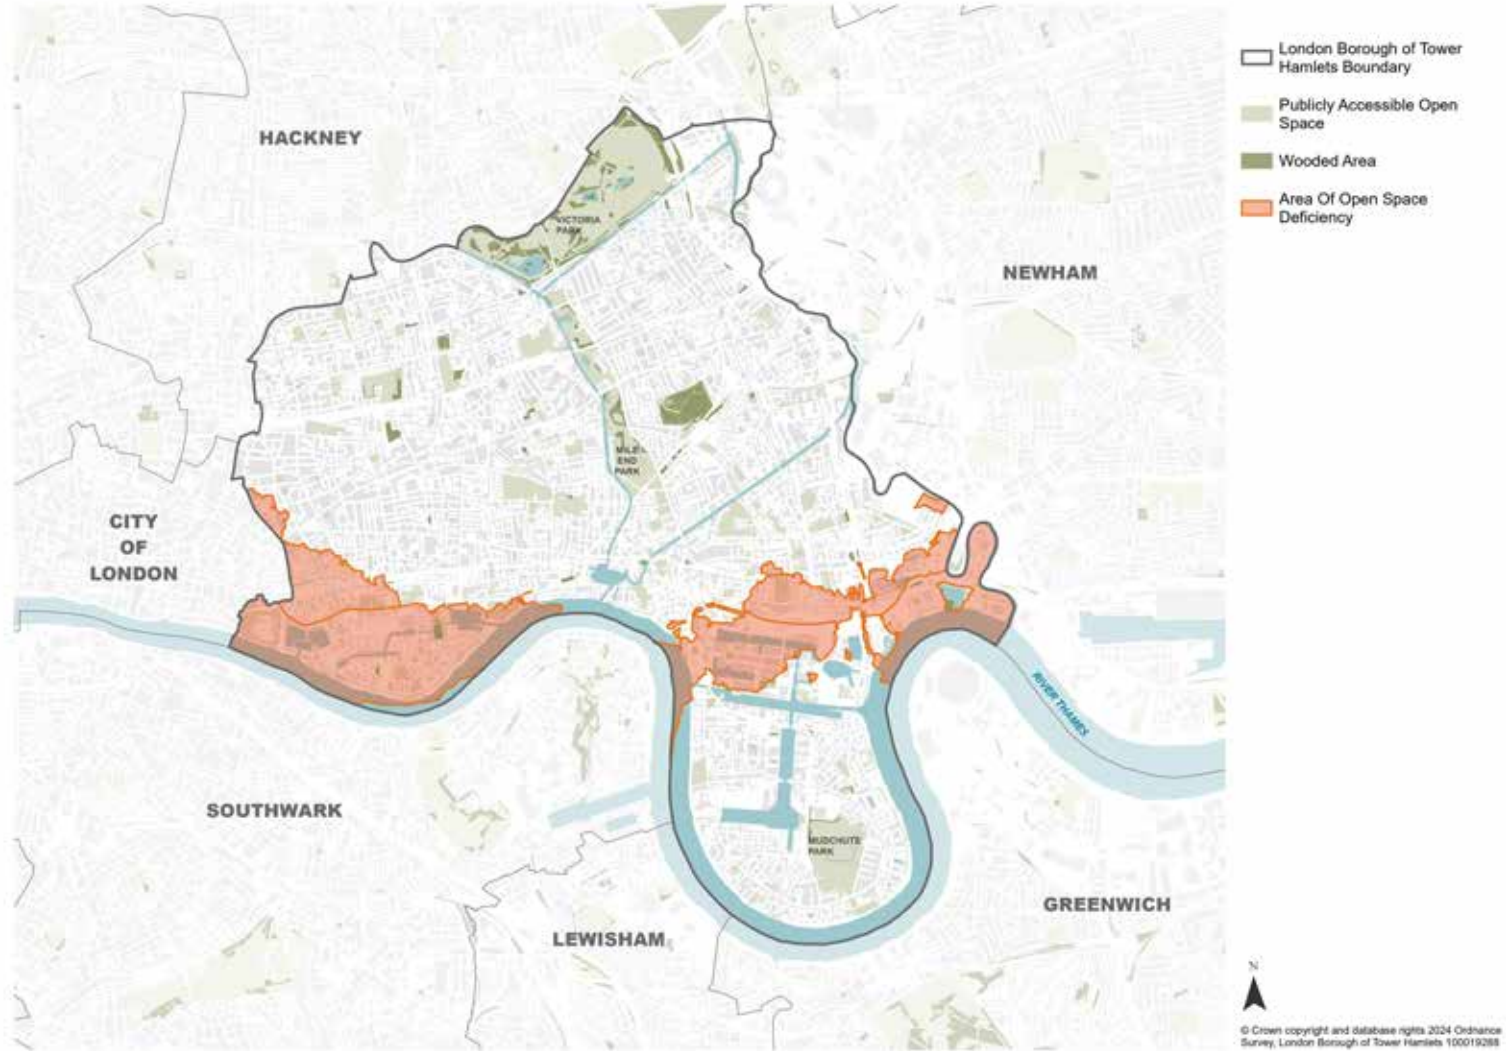 London Borough of Tower
Hamlets Boundary
Publicly Accessible Open
Space
Wooded Area
Area Of Open Space
Deficiency
HACKNEY
VICTORIA
PARK
NEWHAM
MILE
END
PARK
CITY
OF
LONDON
RIVER THAMES
SOUTHWARK
MUDCHUTE
PARK
GREENWICH
LEWISHAM
N
© Crown copyright and database rights 2024 Ordnance
Survey, London Borough of Tower Hamlets 100019288